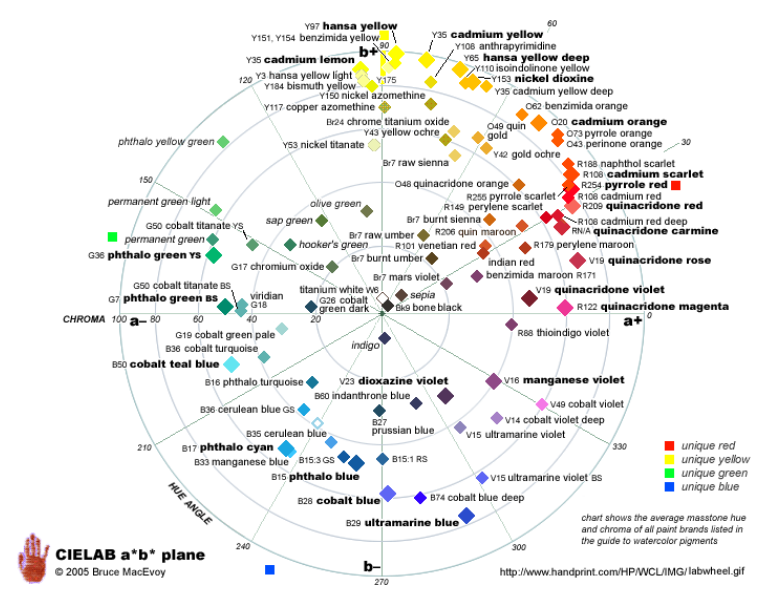 60
Y97 hansa yellow
Y151, Y154 benzimida yellow
90
b+
Y35 cadmium yellow
Y108 anthrapyrimidine
Y35 cadmium lemon
Y65 hansa yellow deep
Y110 isoindolinone yellow
Y3 hansa yellow light
Y175
Y153 nickel dioxine
120
Y184 bismuth yellow
Y35 cadmium yellow deep
Y150 nickel azomethine
Y117 copper azomethine
O62 benzimida orange
Br24 chrome titanium oxide
O49 quin gold
O20 cadmium orange
Y43 yellow ochre
O73 pyrrole orange
phthalo yellow green
Y53 nickel titanate
O43 perinone orange
30
Y42 gold ochre
Br7 raw sienna
R188 naphthol scarlet
R108 cadmium scarlet
150
O48 quinacridone orange
R254 pyrrole red
R255 pyrrole scarlet
R108 cadmium red
permanent green light
olive green
R149 perylene scarlet
R209 quinacridone red
sap green
Br7 burnt sienna
R108 cadmium red deep
G50 cobalt titanate YS
R206 quin maroon
RN/A quinacridone carmine
permanent green
Br7 raw umber
hooker's green
R101 venetian red
R179 perylene maroon
G36 phthalo green YS
Br7 burnt umber
indian red
V19 quinacridone rose
G17 chromium oxide
Br7 mars violet
benzimida maroon R171
G50 cobalt titanate BS
titanium white W6
sepia
V19 quinacridone violet
G7 phthalo green BS
viridian
G18
G26 cobalt green dark
Bk9 bone black
R122 quinacridone magenta
CHROMA 100 a– 80 60 40 20
a+ 0
G19 cobalt green pale
R88 thioindigo violet
B36 cobalt turquoise
indigo
B50 cobalt teal blue
B16 phthalo turquoise
V23 dioxazine violet
V16 manganese violet
B60 indanthrone blue
B36 cerulean blue GS
V49 cobalt violet
B27
prussian blue
V14 cobalt violet deep
B35 cerulean blue
V15 ultramarine violet
210
B17 phthalo cyan
330
B33 manganese blue
B15:3 GS
B15:1 RS
B15 phthalo blue
V15 ultramarine violet BS
HUE ANGLE
B28 cobalt blue
B74 cobalt blue deep
B29 ultramarine blue
240
300
b–
270
unique red
unique yellow
unique green
unique blue
chart shows the average masstone hue
and chroma of all paint brands listed in
the guide to watercolor pigments
CIELAB a*b* plane
© 2005 Bruce MacEvoy
http://www.handprint.com/HP/WCL/IMG/labwheel.gif